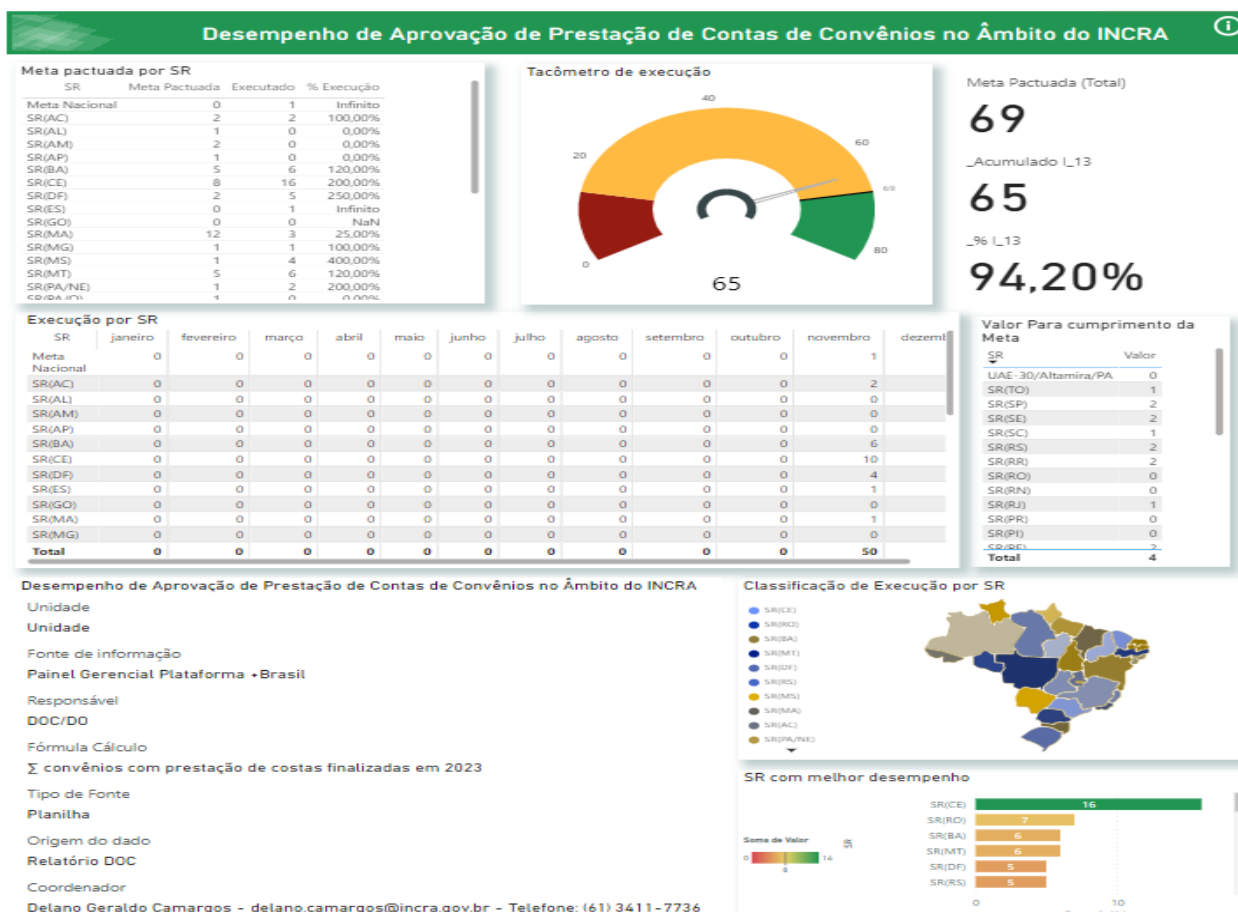 Desempenho de Aprovação de Prestação de Contas de Convênios no Âmbito do INCRA
Meta pactuada por SR
SR Meta Pactuada Executado % Execução
Meta Nacional 0 1 Infinito
SR(AC) 2 2 100,00%
SR(AL) 1 0 0,00%
SR(AM) 2 0 0,00%
SR(AP) 1 0 0,00%
SR(BA) 5 6 120,00%
SR(CE) 8 16 200,00%
SR(DF) 2 5 250,00%
SR(ES) 0 1 Infinito
SR(GO) 0 0 NaN
SR(MA) 12 3 25,00%
SR(MG) 1 1 100,00%
SR(MS) 1 4 400,00%
SR(MT) 5 6 120,00%
SR(PA/NE) 1 2 200,00%
SR(PA/O) 1 0 0,00%
Tacômetro de execução
0
20
40
60
69
80
65
Meta Pactuada (Total)
69
_Acumulado I_13
65
_% I_13
94,20%
Execução por SR
SR janeiro fevereiro março abril maio junho julho agosto setembro outubro novembro dezemb
Meta 0 0 0 0 0 0 0 0 0 0 1
Nacional
SR(AC) 0 0 0 0 0 0 0 0 0 0 2
SR(AL) 0 0 0 0 0 0 0 0 0 0 0
SR(AM) 0 0 0 0 0 0 0 0 0 0 0
SR(AP) 0 0 0 0 0 0 0 0 0 0 0
SR(BA) 0 0 0 0 0 0 0 0 0 0 6
SR(CE) 0 0 0 0 0 0 0 0 0 0 10
SR(DF) 0 0 0 0 0 0 0 0 0 0 4
SR(ES) 0 0 0 0 0 0 0 0 0 0 1
SR(GO) 0 0 0 0 0 0 0 0 0 0 0
SR(MA) 0 0 0 0 0 0 0 0 0 0 1
SR(MG) 0 0 0 0 0 0 0 0 0 0 0
Total 0 0 0 0 0 0 0 0 0 0 50
Valor Para cumprimento da
Meta
SR Valor
UAE-30/Altamira/PA 0
SR(TO) 1
SR(SP) 2
SR(SE) 2
SR(SC) 1
SR(RS) 2
SR(RR) 2
SR(RO) 0
SR(RN) 0
SR(RJ) 1
SR(PR) 0
SR(PI) 0
SR(PE) 2
Total 4
Desempenho de Aprovação de Prestação de Contas de Convênios no Âmbito do INCRA
Unidade
Unidade
Fonte de informação
Painel Gerencial Plataforma +Brasil
Responsável
DOC/DO
Fórmula Cálculo
∑ convênios com prestação de costas finalizadas em 2023
Tipo de Fonte
Planilha
Origem do dado
Relatório DOC
Coordenador
Delano Geraldo Camargos - delano.camargos@incra.gov.br - Telefone: (61) 3411-7736
Classificação de Execução por SR
SR(CE)
SR(RO)
SR(BA)
SR(MT)
SR(DF)
SR(RS)
SR(MS)
SR(MA)
SR(AC)
SR(PA/NE)
SR com melhor desempenho
Soma de Valor
0 16
8
SR
SR(CE) 16
SR(RO) 7
SR(BA) 6
SR(MT) 6
SR(DF) 5
SR(RS) 5
0 10